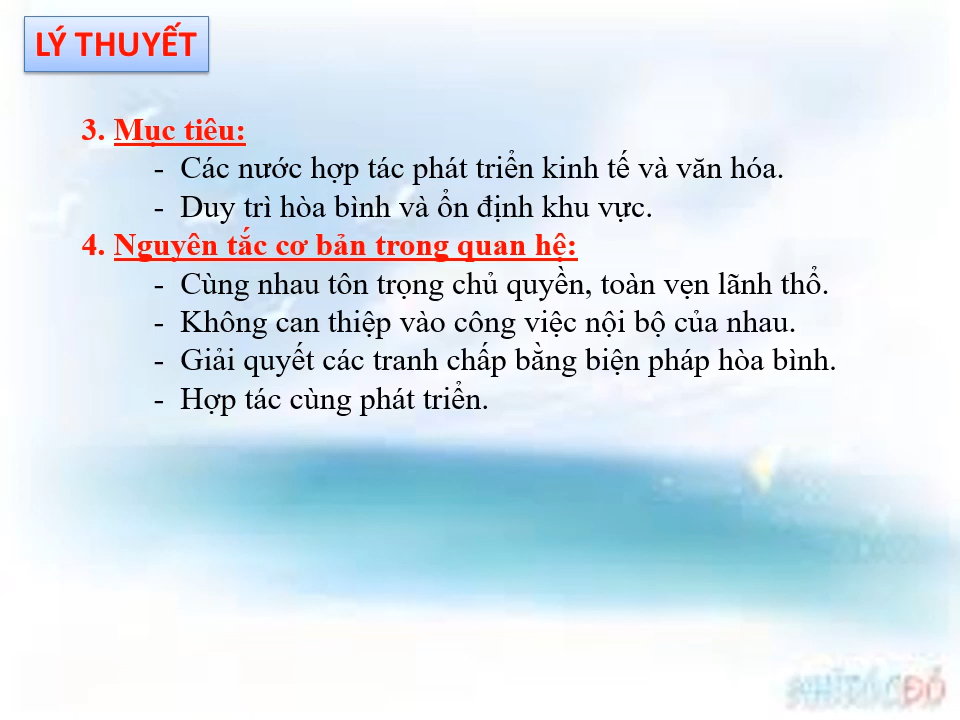 LÝ THUYẾT
3. Mục tiêu:
- Các nước hợp tác phát triển kinh tế và văn hóa.
- Duy trì hòa bình và ổn định khu vực.
4. Nguyên tắc cơ bản trong quan hệ:
- Cùng nhau tôn trọng chủ quyền, toàn vẹn lãnh thổ.
- Không can thiệp vào công việc nội bộ của nhau.
- Giải quyết các tranh chấp bằng biện pháp hòa bình.
- Hợp tác cùng phát triển.